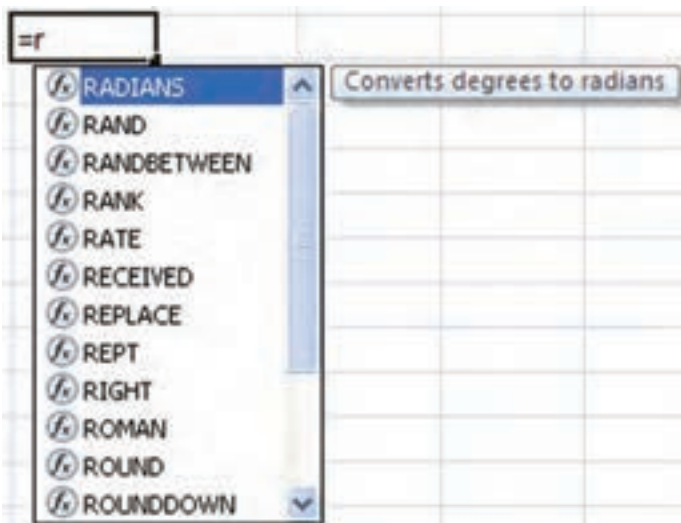 =r
RADIANS
Converts degrees to radians
RAND
RANDBETWEEN
RANK
RATE
RECEIVED
REPLACE
REPT
RIGHT
ROMAN
ROUND
ROUNDDOWN